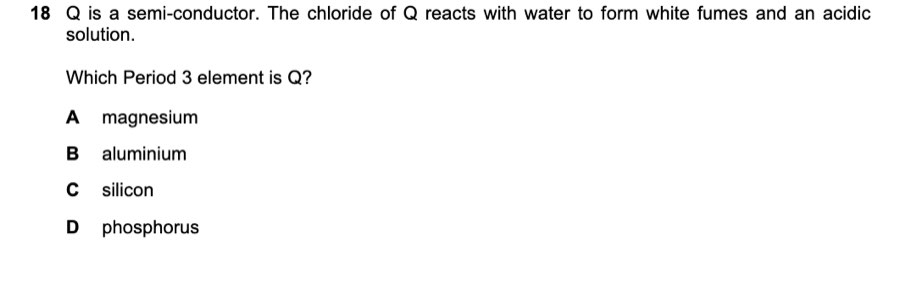 18 Q is a semi-conductor. The chloride of Q reacts with water to form white fumes and an acidic
solution.
Which Period 3 element is Q?
A magnesium
B aluminium
C silicon
D phosphorus